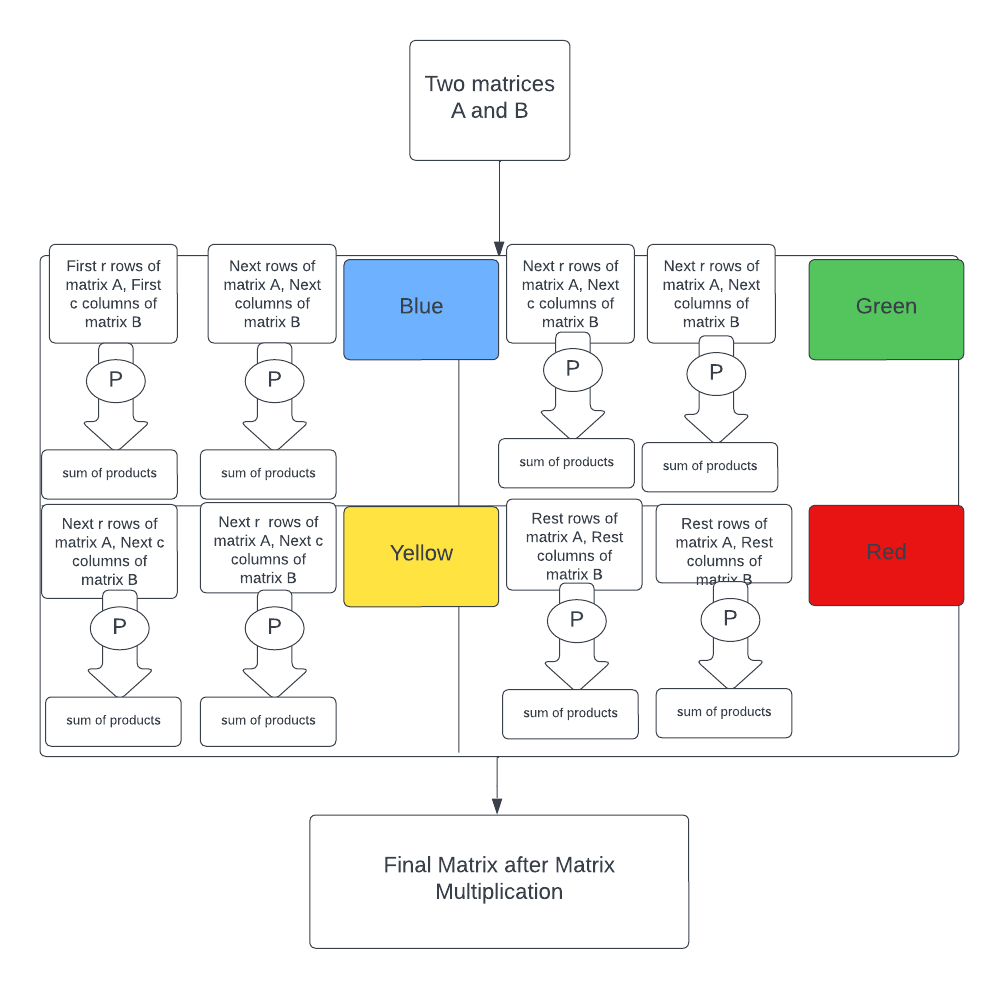 Two matrices
A and B
First r rows of
matrix A, First
c columns of
matrix B
Next rows of
matrix A, Next
columns of
matrix B
Blue
Next r rows of
matrix A, Next
c columns of
matrix B
Next r rows of
matrix A, Next
columns of
matrix B
Green
P
P
P
P
sum of products
sum of products
sum of products
sum of products
Next r rows of
matrix A, Next c
columns of
matrix B
Next r  rows of
matrix A, Next c
columns of
matrix B
Yellow
Rest rows of
matrix A, Rest
columns of
matrix B
Rest rows of
matrix A, Rest
columns of
matrix B
Red
P
P
P
P
sum of products
sum of products
sum of products
sum of products
Final Matrix after Matrix
Multiplication